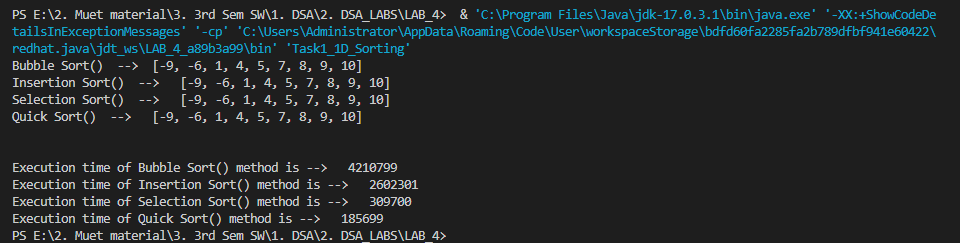 PS E:\2. Muet material\3. 3rd Sem SW\1. DSA\2. DSA_LABS\LAB_4>  & 'C:\Program Files\Java\jdk-17.0.3.1\bin\java.exe' '-XX:+ShowCodeDe
tailsInExceptionMessages' '-cp' 'C:\Users\Administrator\AppData\Roaming\Code\User\workspaceStorage\bdfd60fa2285fa2b789dfbf941e60422\
redhat.java\jdt_ws\LAB_4_a89b3a99\bin' 'Task1_1D_Sorting'
Bubble Sort()  -->  [-9, -6, 1, 4, 5, 7, 8, 9, 10]
Insertion Sort()  -->   [-9, -6, 1, 4, 5, 7, 8, 9, 10]
Selection Sort()  -->   [-9, -6, 1, 4, 5, 7, 8, 9, 10]
Quick Sort()  -->   [-9, -6, 1, 4, 5, 7, 8, 9, 10]
Execution time of Bubble Sort() method is -->   4210799
Execution time of Insertion Sort() method is -->   2602301
Execution time of Selection Sort() method is -->   309700
Execution time of Quick Sort() method is -->   185699
PS E:\2. Muet material\3. 3rd Sem SW\1. DSA\2. DSA_LABS\LAB_4>